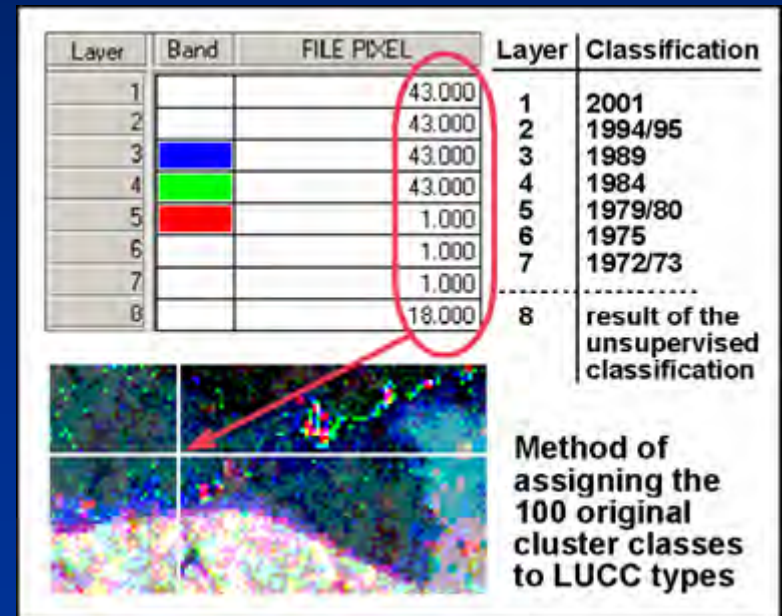 Layer Band FILE PIXEL
1 43.000
2 43.000
3 43.000
4 43.000
5 1.000
6 1.000
7 1.000
8 18.000
Layer Classification
1 2001
2 1994/95
3 1989
4 1984
5 1979/80
6 1975
7 1972/73
8 result of the
unsupervised
classification
Method of
assigning the
100 original
cluster classes
to LUCC types